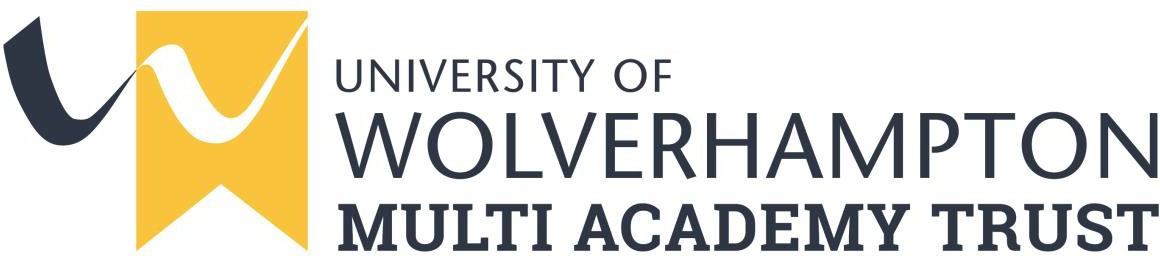 UNIVERSITY OF
WOLVERHAMPTON
MULTI ACADEMY TRUST